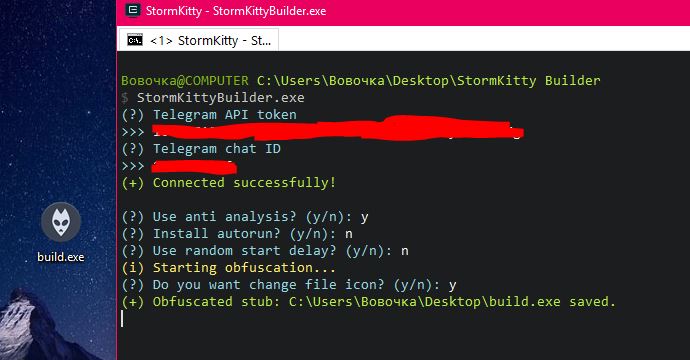 StormKitty - StormKittyBuilder.exe
<1> StormKitty - St...
Вовочка@COMPUTER C:\Users\Вовочка\Desktop\StormKitty Builder
$ StormKittyBuilder.exe
(?) Telegram API token
>>>
(?) Telegram chat ID
>>>
(+) Connected successfully!
(?) Use anti analysis? (y/n): y
(?) Install autorun? (y/n): n
(?) Use random start delay? (y/n): n
(i) Starting obfuscation...
(?) Do you want change file icon? (y/n): y
(+) Obfuscated stub: C:\Users\Вовочка\Desktop\build.exe saved.
build.exe